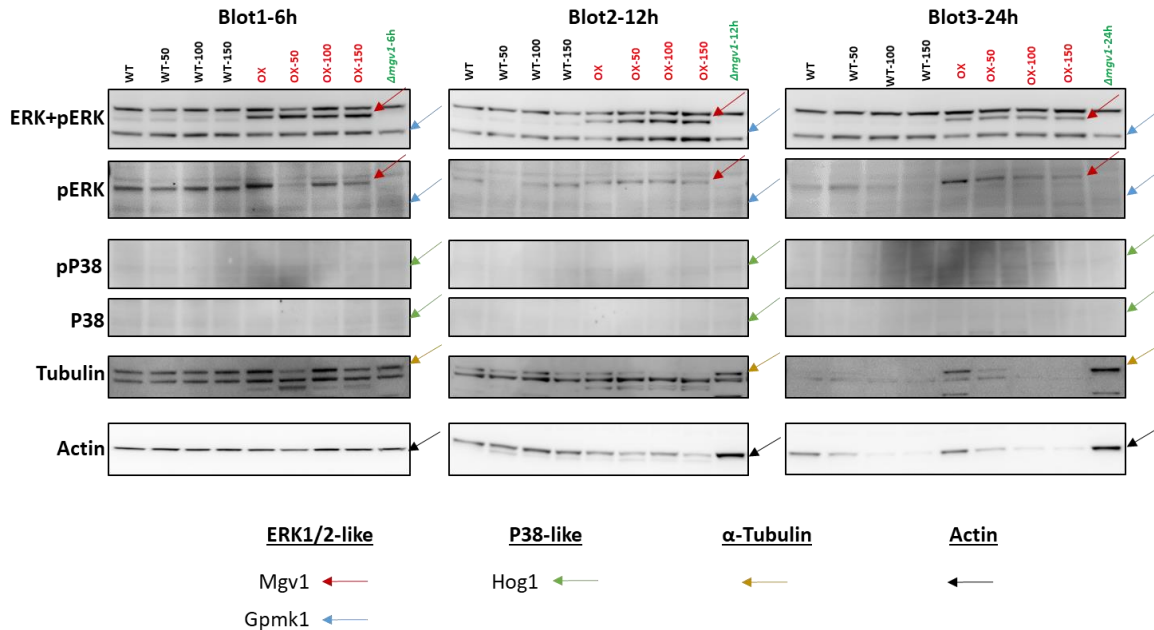 Blot1-6h Blot2-12h Blot3-24h
WT WT-50 WT-100 WT-150 OX OX-50 OX-100 OX-150 Δmgv1-6h WT WT-50 WT-100 WT-150 OX OX-50 OX-100 OX-150 Δmgv1-12h WT WT-50 WT-100 WT-150 OX OX-50 OX-100 OX-150 Δmgv1-24h
ERK+pERK
pERK
pP38
P38
Tubulin
Actin
ERK1/2-like P38-like α-Tubulin Actin
Mgv1 Hog1
Gpmk1